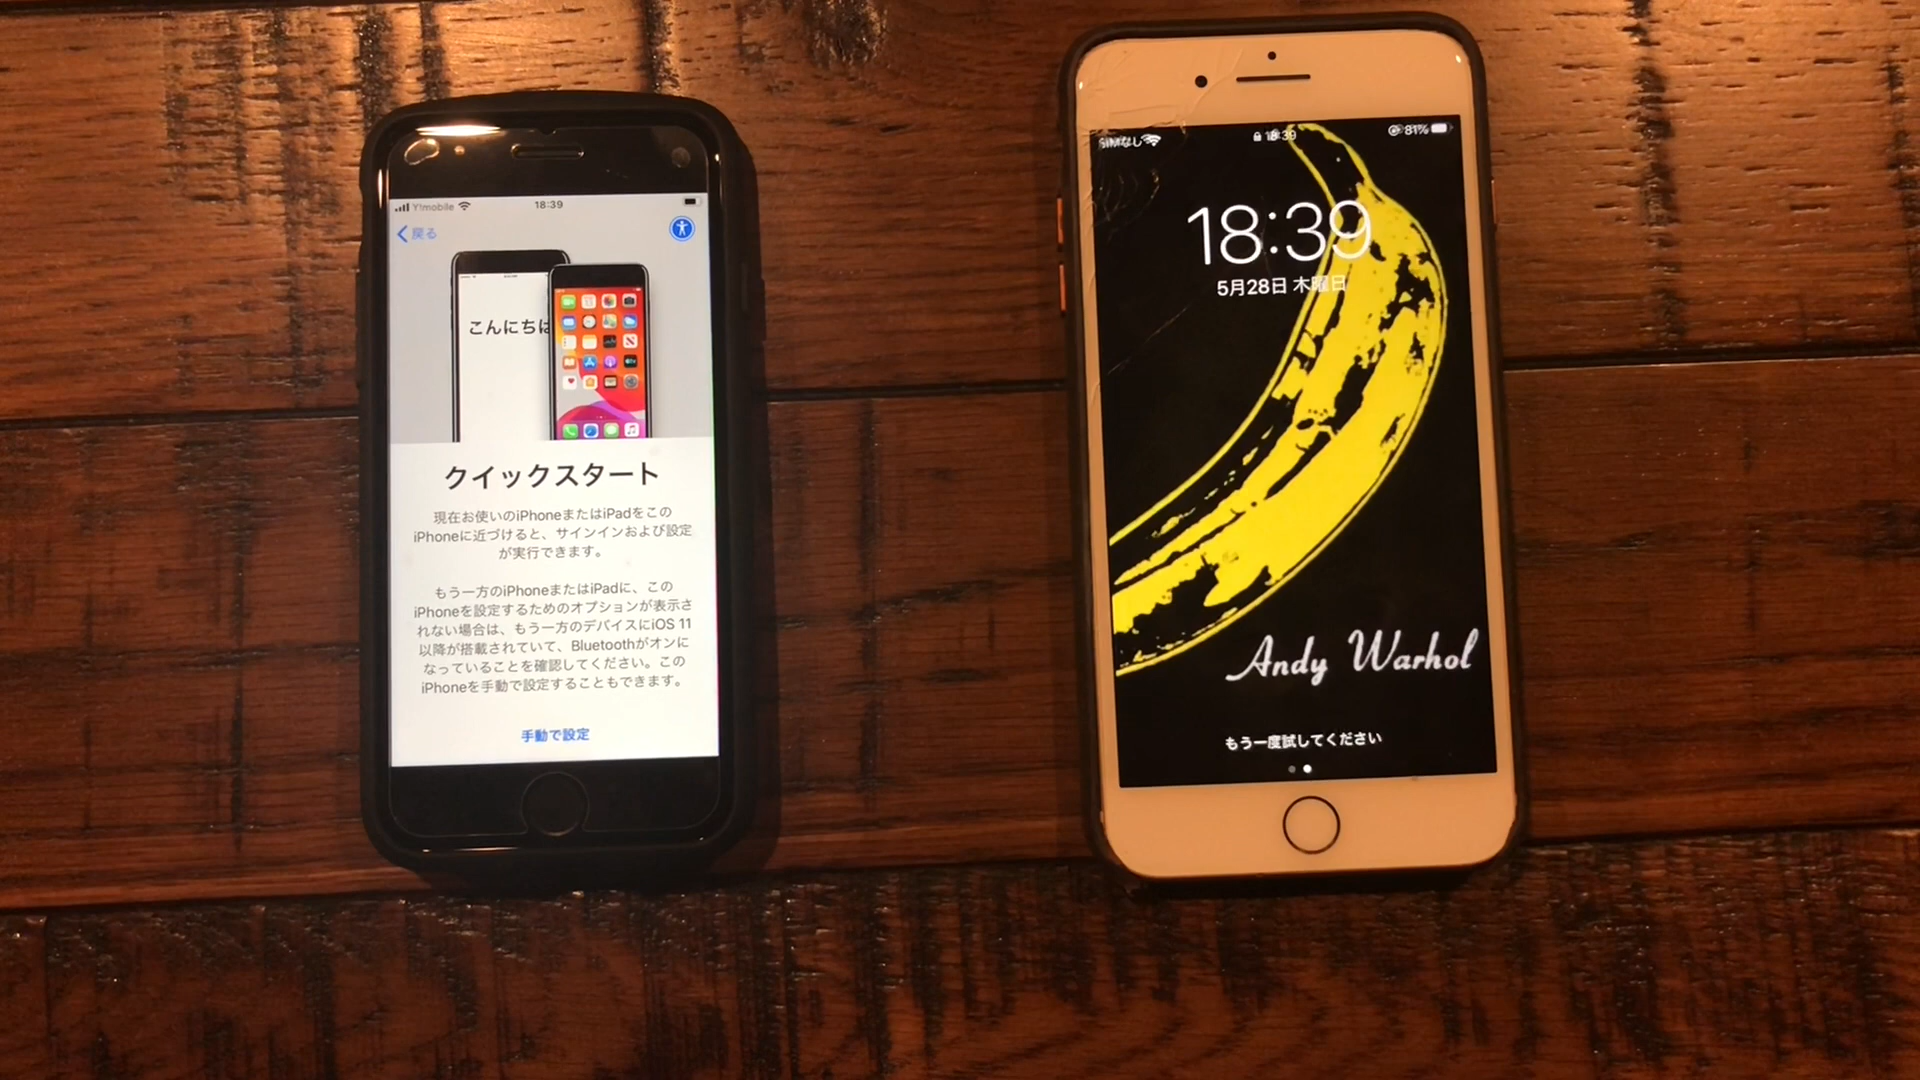 Y!mobile
18:39
戻る
こんにちは
クイックスタート
現在お使いのiPhoneまたはiPadをこの
iPhoneに近づけると、サインインおよび設定
が実行できます。
もう一方のiPhoneまたはiPadに、この
iPhoneを設定するためのオプションが表示さ
れない場合は、もう一方のデバイスにiOS 11
以降が搭載されていて、Bluetoothがオンに
なっていることを確認してください。この
iPhoneを手動で設定することもできます。
手動で設定
SIMなし
18:39
81%
18:39
5月28日 木曜日
Andy Warhol
もう一度試してください